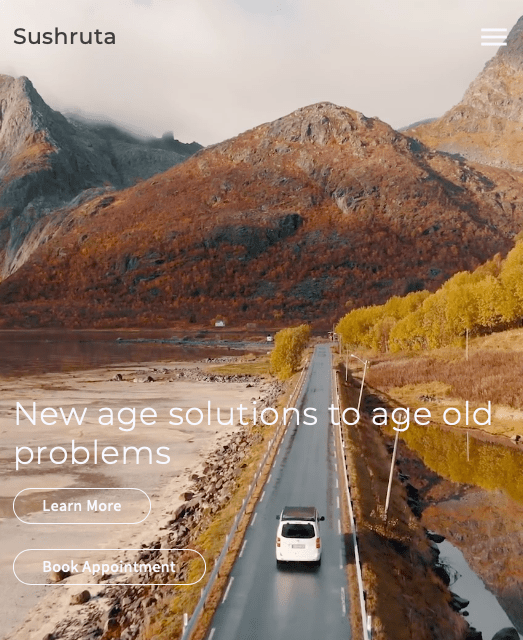 Sushruta
New age solutions to age old
problems
Learn More
Book Appointment